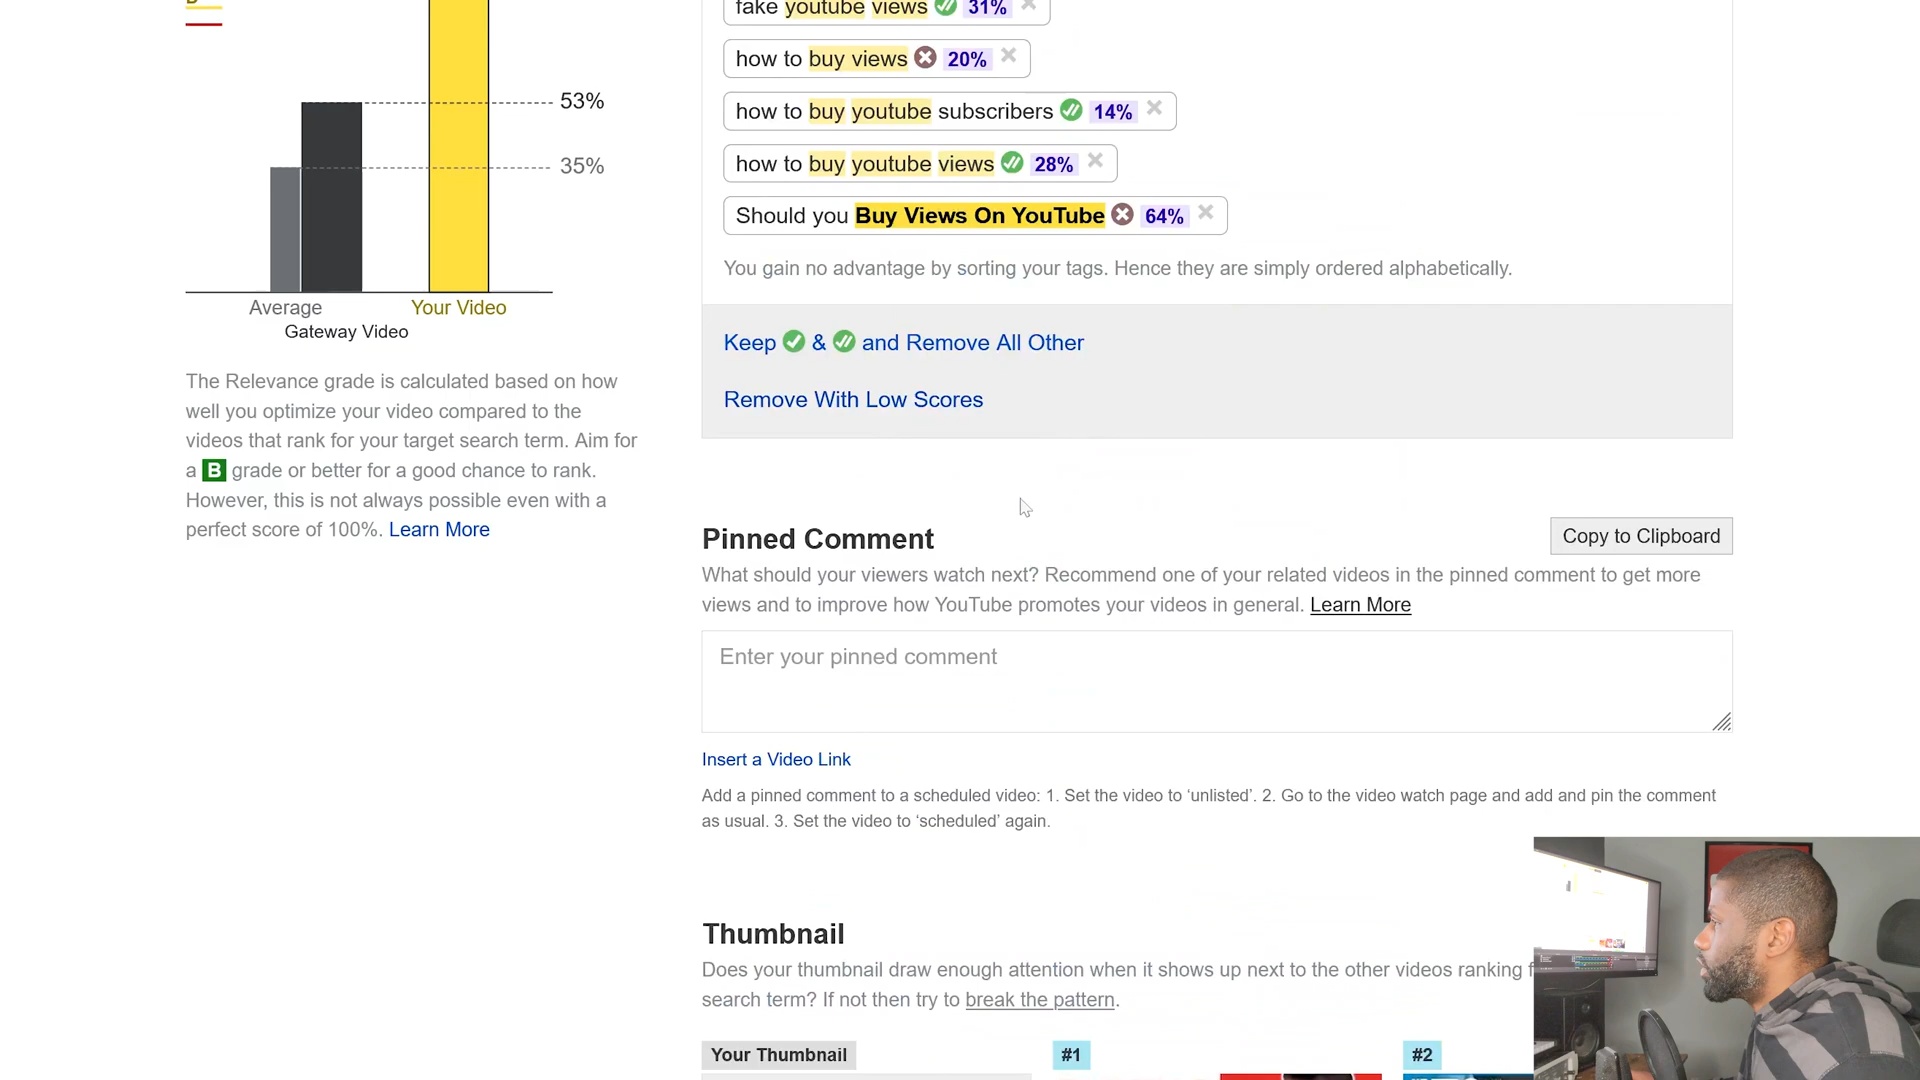 53%
35%
Average
Your Video
Gateway Video
The Relevance grade is calculated based on how
well you optimize your video compared to the
videos that rank for your target search term. Aim for
a B grade or better for a good chance to rank.
However, this is not always possible even with a
perfect score of 100%. Learn More
fake youtube views 31%
how to buy views 20%
how to buy youtube subscribers 14%
how to buy youtube views 28%
Should you Buy Views On YouTube 64%
You gain no advantage by sorting your tags. Hence they are simply ordered alphabetically.
Keep & and Remove All Other
Remove With Low Scores
Pinned Comment
Copy to Clipboard
What should your viewers watch next? Recommend one of your related videos in the pinned comment to get more
views and to improve how YouTube promotes your videos in general. Learn More
Enter your pinned comment
Insert a Video Link
Add a pinned comment to a scheduled video: 1. Set the video to ‘unlisted’. 2. Go to the video watch page and add and pin the comment
as usual. 3. Set the video to ‘scheduled’ again.
Thumbnail
Does your thumbnail draw enough attention when it shows up next to the other videos ranking
search term? If not then try to break the pattern.
Your Thumbnail
#1
#2